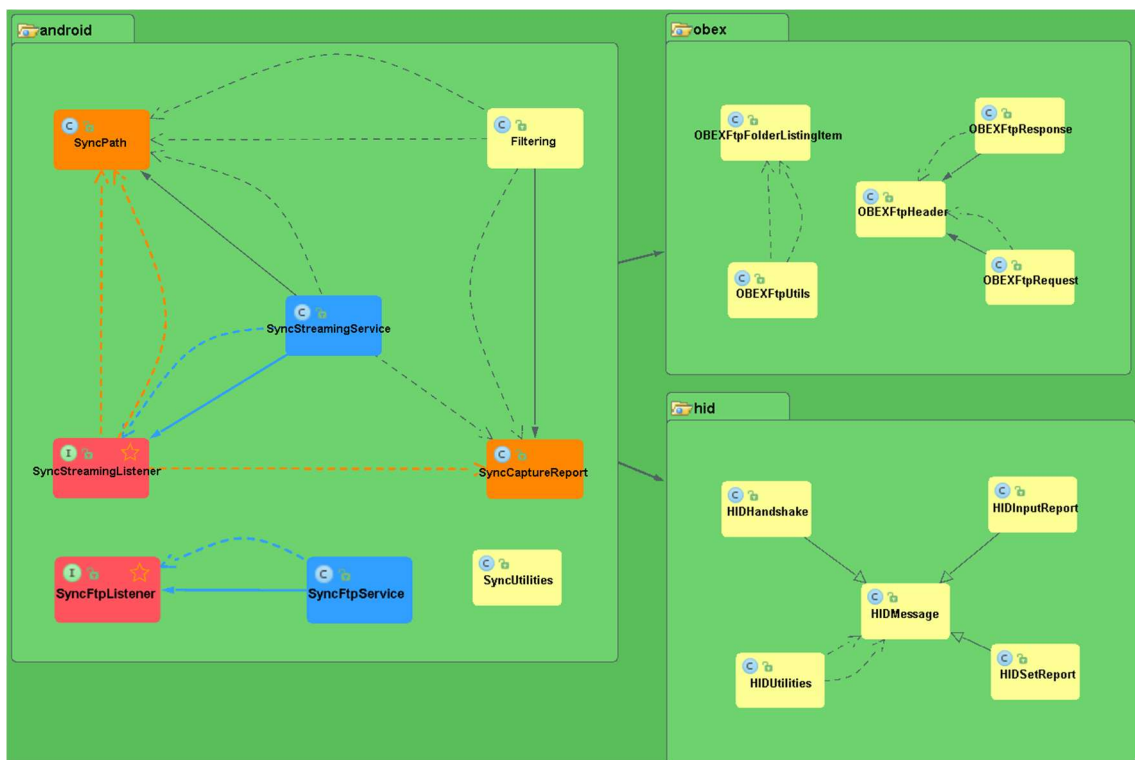 android
C
SyncPath
C
Filtering
C
SyncStreamingService
I
SyncStreamingListener
C
SyncCaptureReport
I
SyncFtpListener
C
SyncFtpService
C
SyncUtilities
obex
C
OBEXFtpFolderListingItem
C
OBEXFtpResponse
C
OBEXFtpHeader
C
OBEXFtpUtils
C
OBEXFtpRequest
hid
C
HIDHandshake
C
HIDInputReport
C
HIDMessage
C
HIDUtilities
C
HIDSetReport